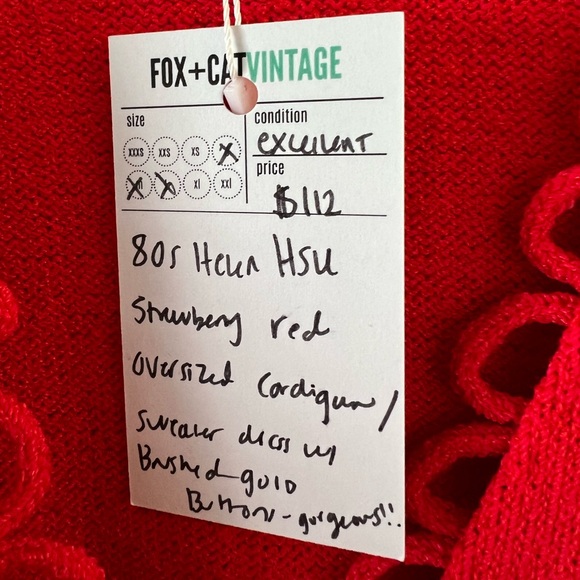 FOX+CATVINTAGE
size
condition
xxxs xxs xs
excellent
xl xxl
price
$112
80s Helen Hsu
Strawberry red
Oversized Cardigan/
sweater dress w/
Brushed gold
Buttons - gorgeous!!